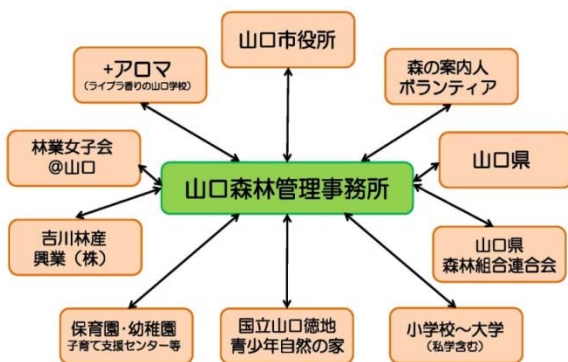 山口市役所
+アロマ
(ライブラ香りの山口学校)
森の案内人
ボランティア
林業女子会
@山口
山口県
山口森林管理事務所
吉川林産
興業(株)
山口県
森林組合連合会
保育園・幼稚園
子育て支援センター等
国立山口徳地
青少年自然の家
小学校~大学
(私学含む)